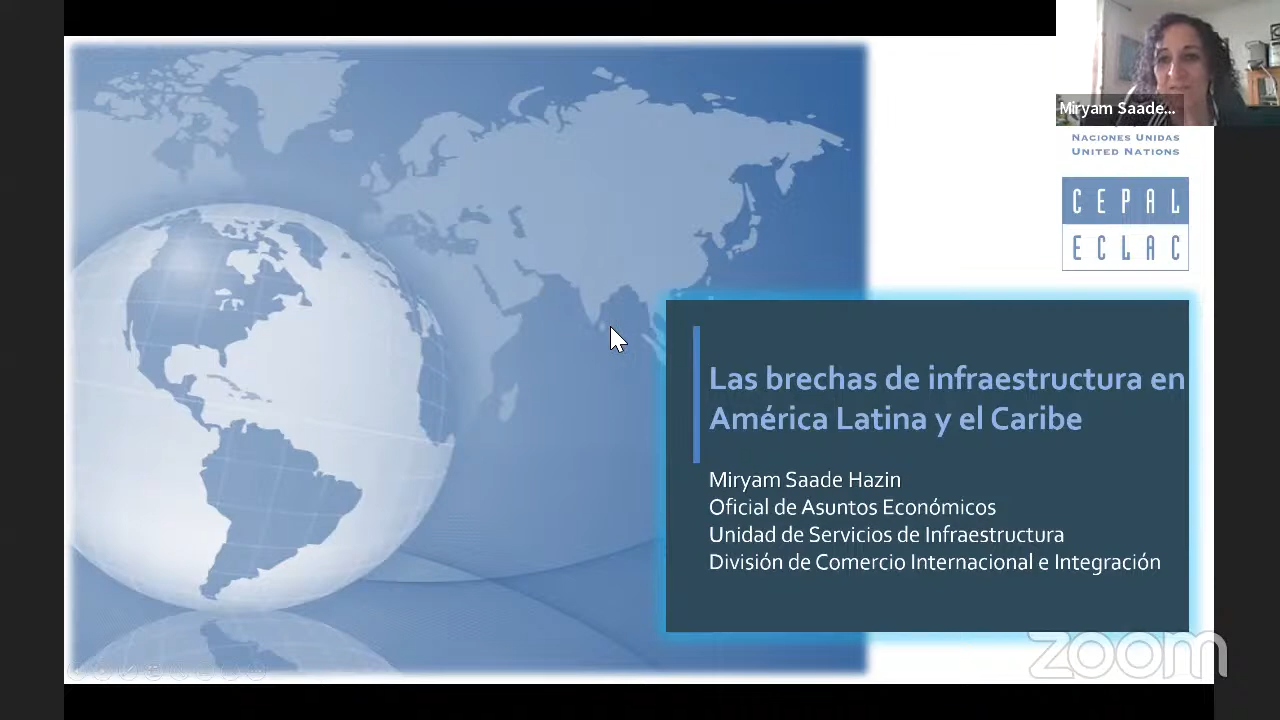 Miryam Saade...
NACIONES UNIDAS
UNITED NATIONS
CEPAL
ECLAC
Las brechas de infraestructura en
América Latina y el Caribe
Miryam Saade Hazin
Oficial de Asuntos Económicos
Unidad de Servicios de Infraestructura
División de Comercio Internacional e Integración
zoom